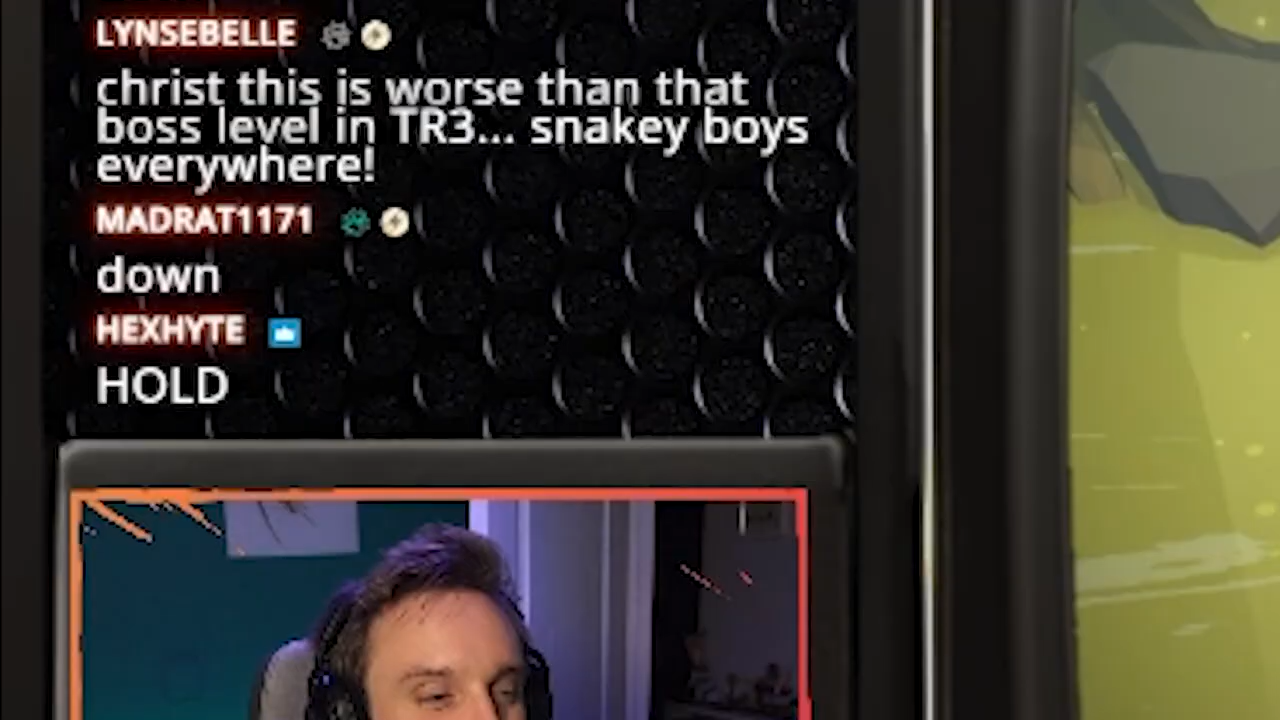 LYNSEBELLE
christ this is worse than that
boss level in TR3... snakey boys
everywhere!
MADRAT1171
down
HEXHYTE
HOLD